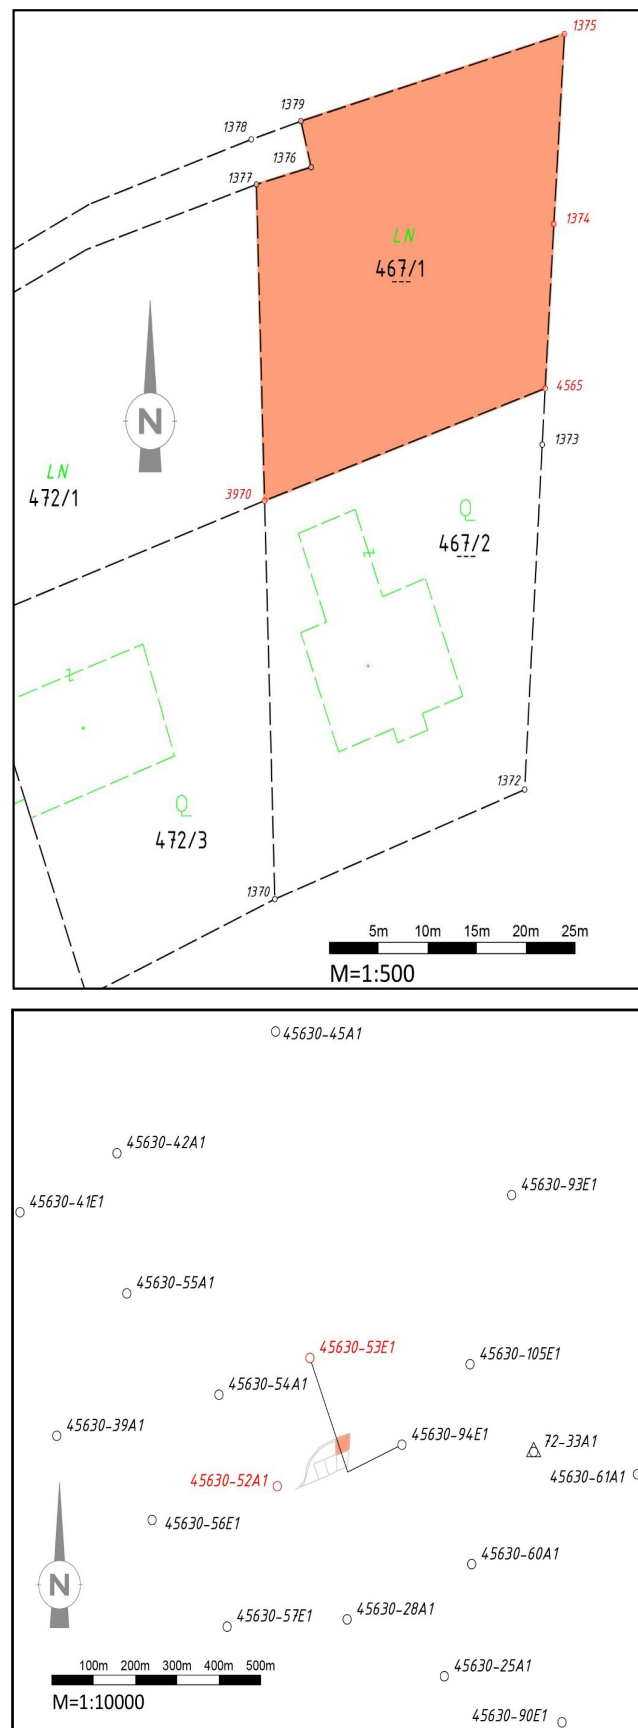 1375
1379
1378
1376
1377
1374
LN
467/1
N
4565
1373
LN
472/1
3970
Q
467/2
Z
Z
1372
Q
472/3
1370
5m 10m 15m 20m 25m
M=1:500
45630-45A1
45630-42A1
45630-93E1
45630-41E1
45630-55A1
45630-53E1
45630-105E1
45630-54A1
45630-39A1
45630-94E1
72-33A1
45630-61A1
45630-52A1
45630-56E1
45630-60A1
N
45630-57E1
45630-28A1
45630-25A1
100m 200m 300m 400m 500m
M=1:10000
45630-90E1